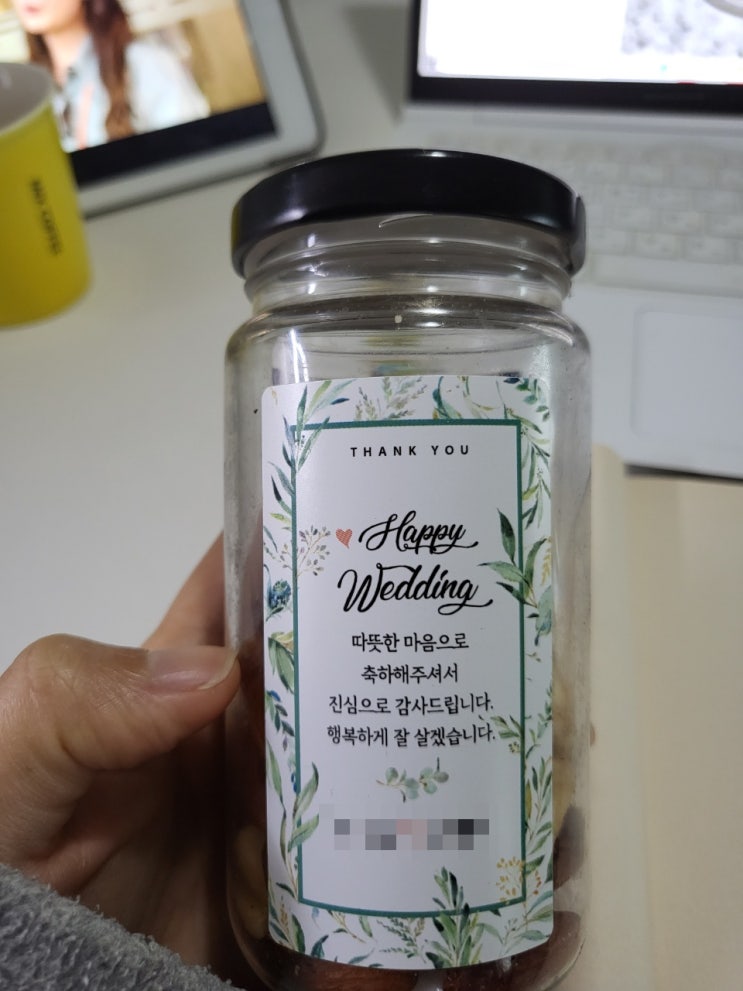 THANK YOU
Happy
Wedding
따뜻한 마음으로
축하해주셔서
진심으로 감사드립니다.
행복하게 잘 살겠습니다.